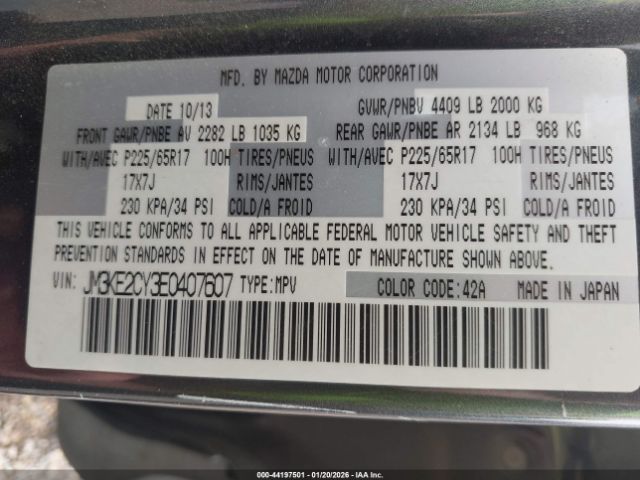 MFD. BY MAZDA MOTOR CORPORATION
DATE 10/13 GVWR/PNBV 4409 LB 2000 KG
FRONT GAWR/PNBE AV 2282 LB 1035 KG REAR GAWR/PNBE AR 2134 LB 968 KG
WITH/AVEC P225/65R17 100H TIRES/PNEUS WITH/AVEC P225/65R17 100H TIRES/PNEUS
17X7J RIMS/JANTES 17X7J RIMS/JANTES
230 KPA/34 PSI COLD/A FROID 230 KPA/34 PSI COLD/A FROID
THIS VEHICLE CONFORMS TO ALL APPLICABLE FEDERAL MOTOR VEHICLE SAFETY AND THEFT
PREVENTION STANDARDS IN EFFECT ON THE DATE OF MANUFACTURE SHOWN ABOVE.
VIN: JM3KE2CY3E0407607 TYPE:MPV COLOR CODE:42A MADE IN JAPAN
000-44197501 - 01/20/2026 - IAAI, Inc.